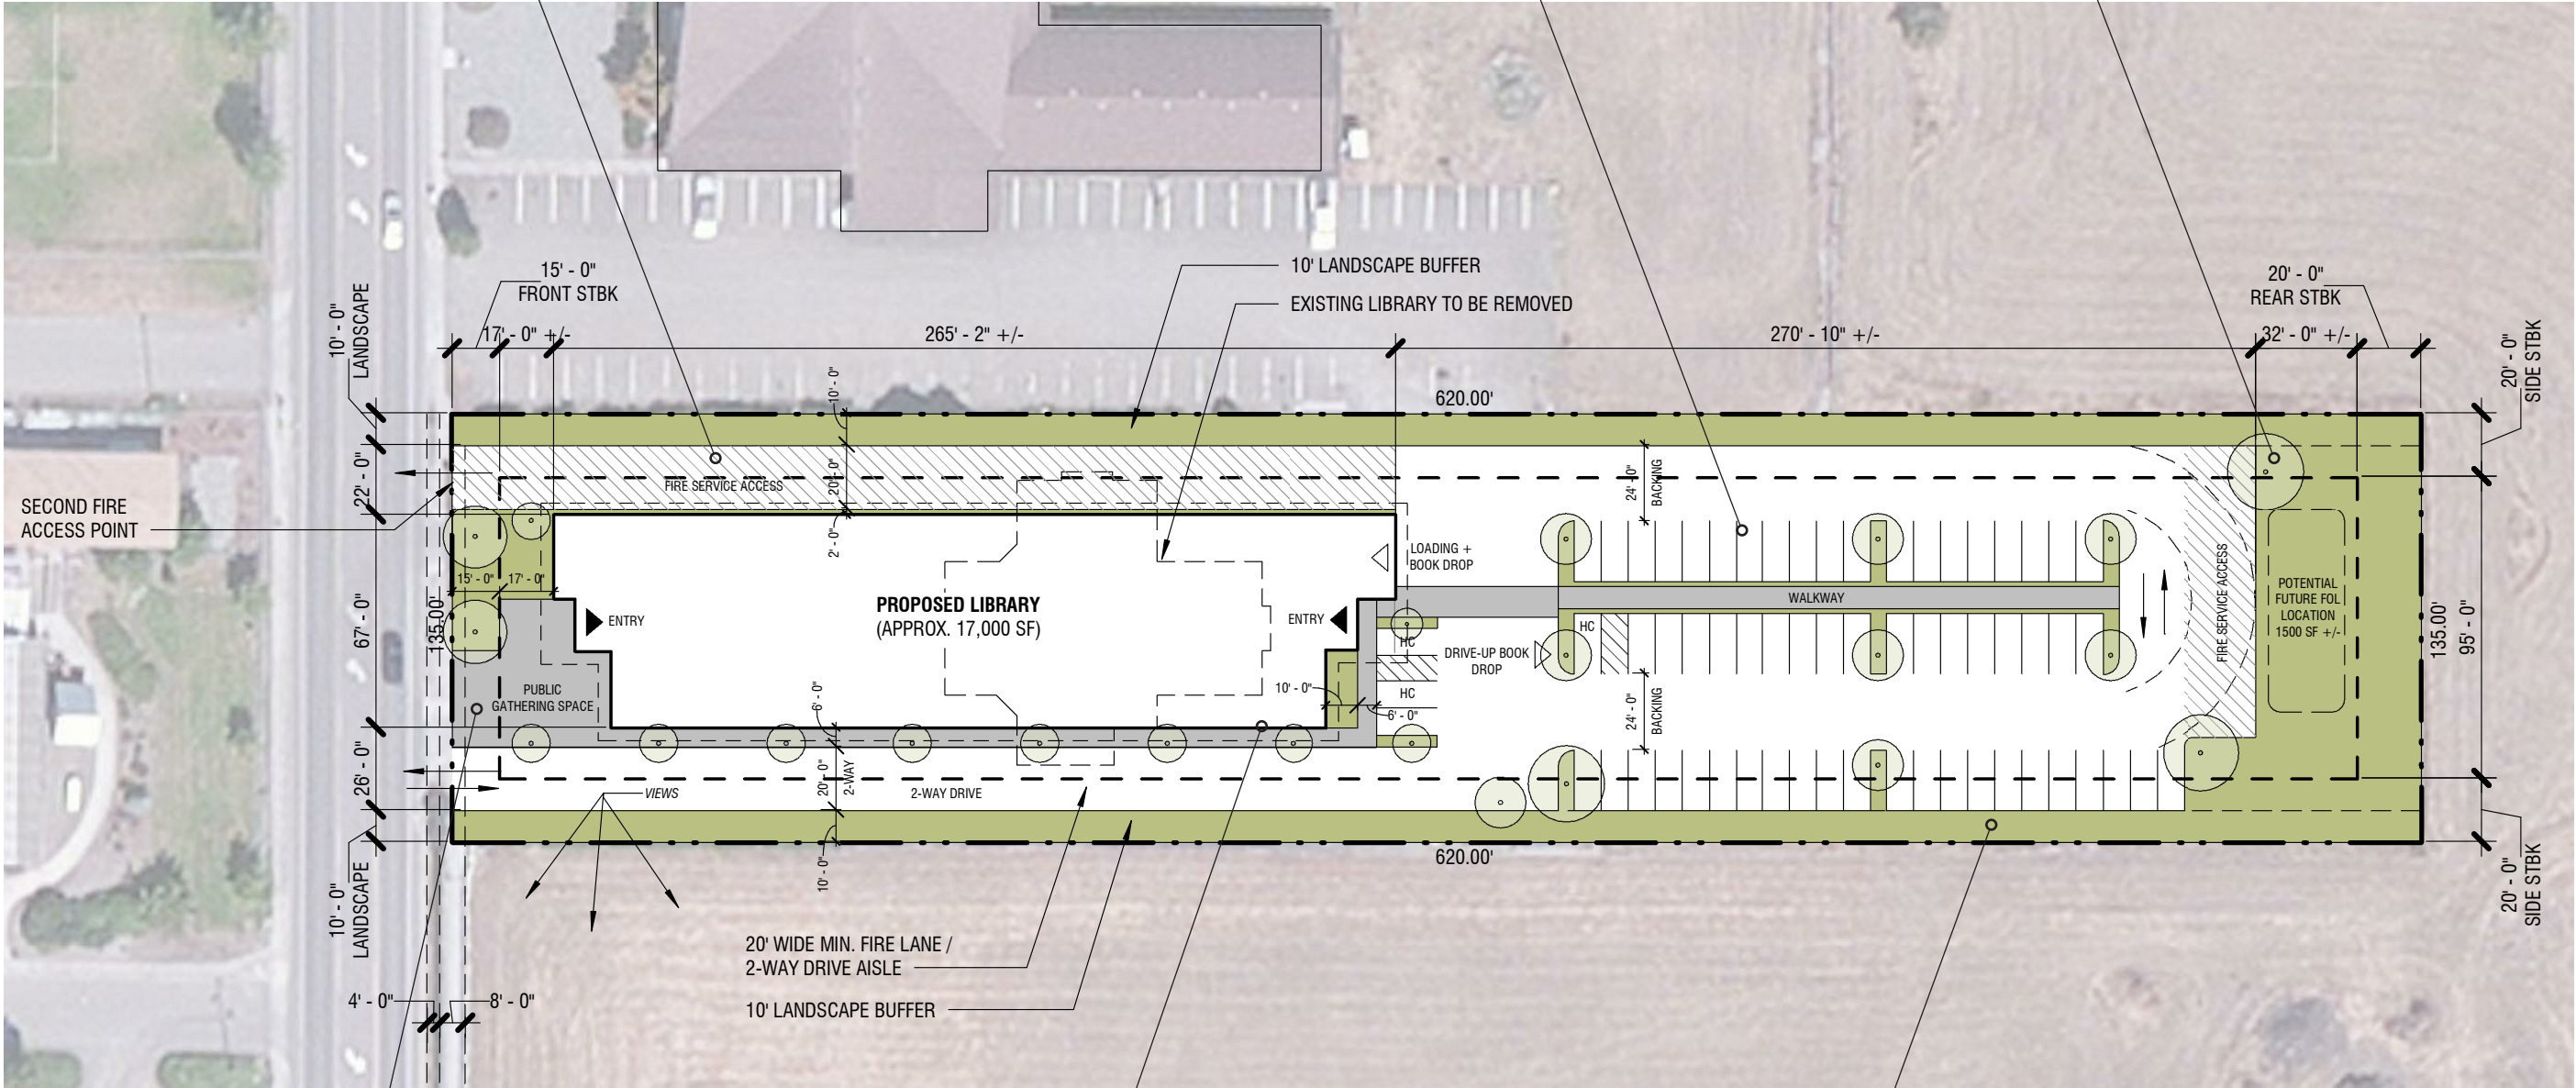 10' LANDSCAPE BUFFER
EXISTING LIBRARY TO BE REMOVED
15' - 0"
FRONT STBK
20' - 0"
REAR STBK
10' - 0"
LANDSCAPE
17' - 0" +/-
265' - 2" +/-
270' - 10" +/-
32' - 0" +/-
20' - 0"
SIDE STBK
620.00'
10' - 0"
22' - 0"
FIRE SERVICE ACCESS
20' - 0"
24' - 0"
BACKING
SECOND FIRE
ACCESS POINT
2' - 0"
LOADING +
BOOK DROP
15' - 0"
17' - 0"
135.00'
67' - 0"
ENTRY
PROPOSED LIBRARY
(APPROX. 17,000 SF)
ENTRY
WALKWAY
HC
HC
DRIVE-UP BOOK
DROP
HC
FIRE SERVICE ACCESS
POTENTIAL
FUTURE FOL
LOCATION
1500 SF +/-
135.00'
95' - 0"
PUBLIC
GATHERING SPACE
6' - 0"
10' - 0"
6' - 0"
24' - 0"
BACKING
26' - 0"
20' - 0"
2-WAY
VIEWS
2-WAY DRIVE
620.00'
10' - 0"
10' - 0"
LANDSCAPE
20' - 0"
SIDE STBK
20' WIDE MIN. FIRE LANE /
2-WAY DRIVE AISLE
10' LANDSCAPE BUFFER
4' - 0"
8' - 0"